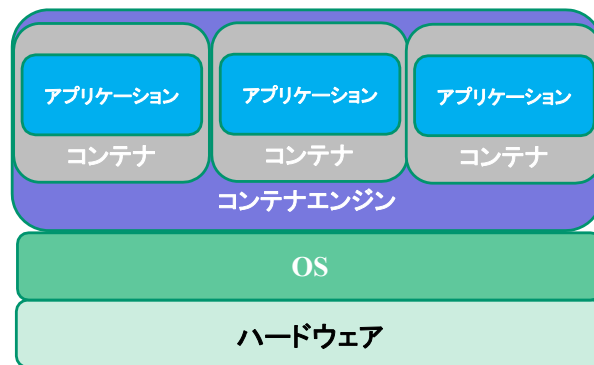 アプリケーション アプリケーション アプリケーション
コンテナ コンテナ コンテナ
コンテナエンジン
OS
ハードウェア